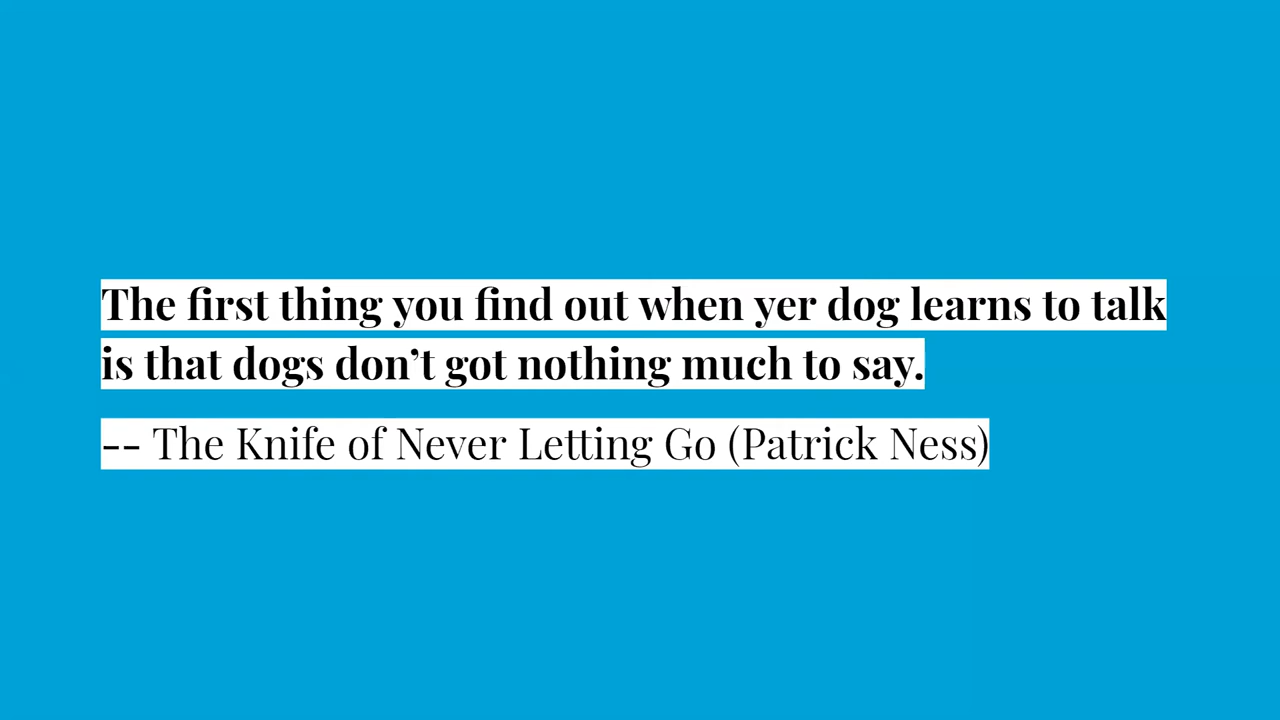 The first thing you find out when yer dog learns to talk
is that dogs don’t got nothing much to say.
-- The Knife of Never Letting Go (Patrick Ness)